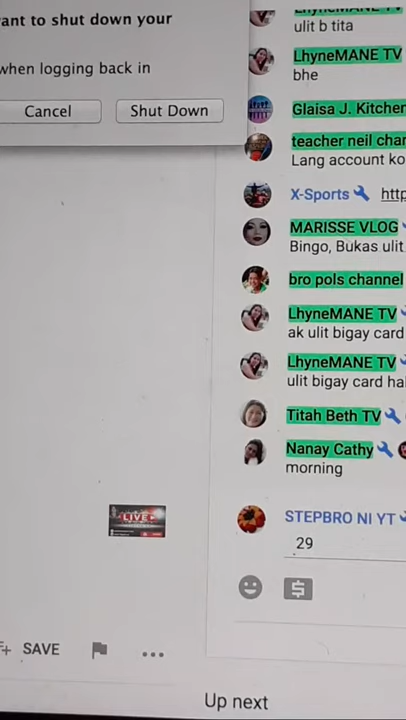 ant to shut down your
when logging back in
Cancel
Shut Down
LhyneMANE TV
ulit b tita
LhyneMANE TV
bhe
Glaisa J. Kitchen
teacher neil chan
Lang account ko
X-Sports http
MARISSE VLOG
Bingo, Bukas ulit
bro pols channel
LhyneMANE TV
ak ulit bigay card
LhyneMANE TV
ulit bigay card ha
Titah Beth TV
Nanay Cathy
morning
LIVE
STEPBRO NI YT
29
SAVE
Up next